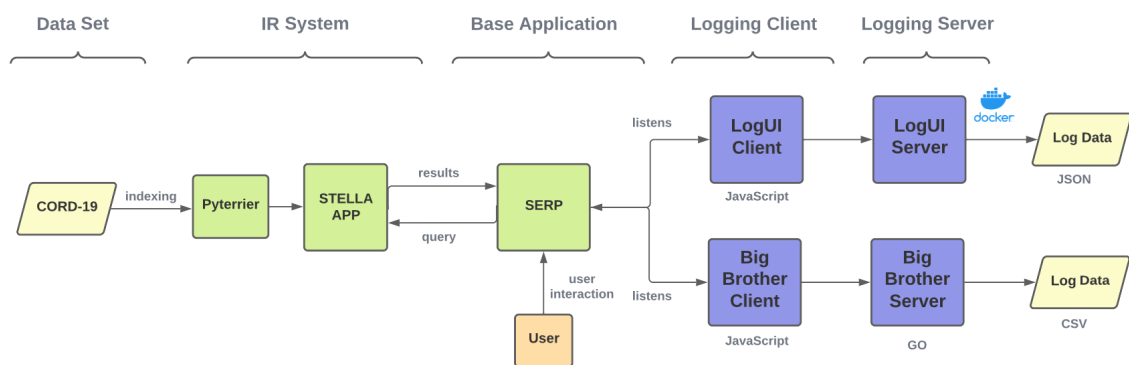 Data Set
IR System
Base Application
Logging Client
Logging Server
docker
listens
LogUI
Client
LogUI
Server
Log Data
JSON
JavaScript
CORD-19
indexing
Pyterrier
STELLA
APP
results
query
SERP
user
interaction
User
listens
Big
Brother
Client
JavaScript
Big
Brother
Server
GO
Log Data
CSV